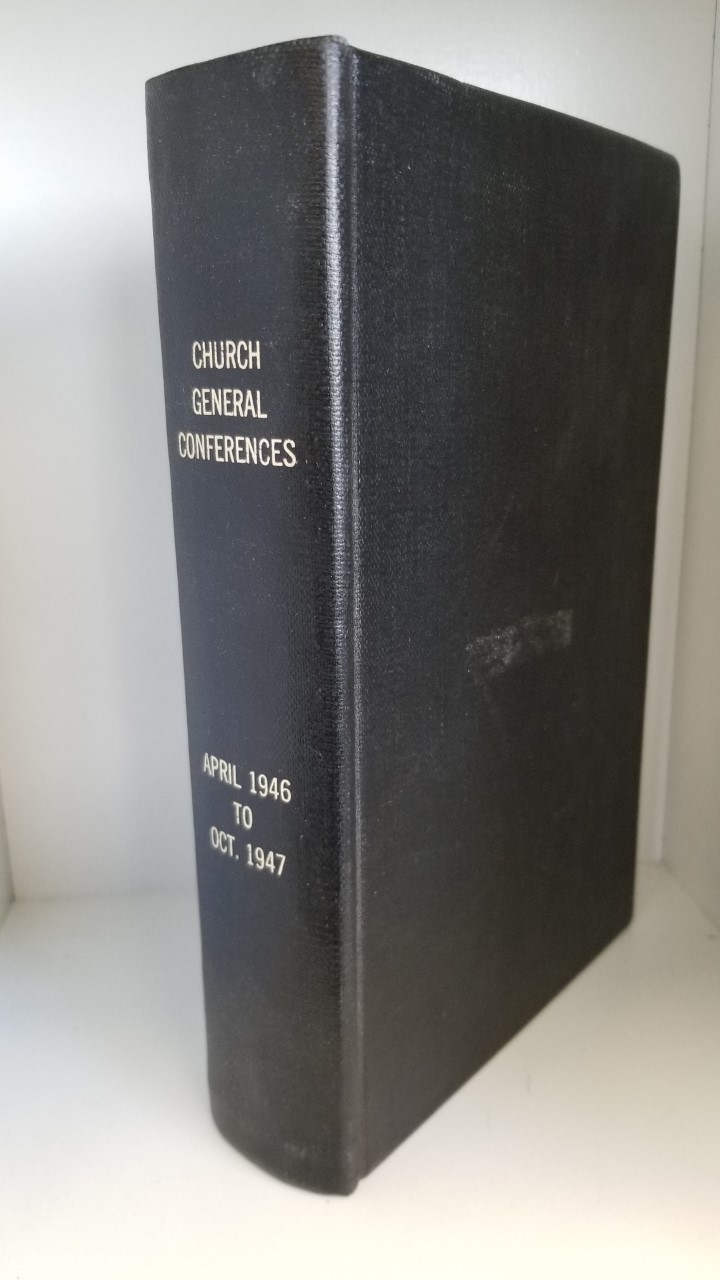 CHURCH
GENERAL
CONFERENCES
APRIL 1946
TO
OCT. 1947